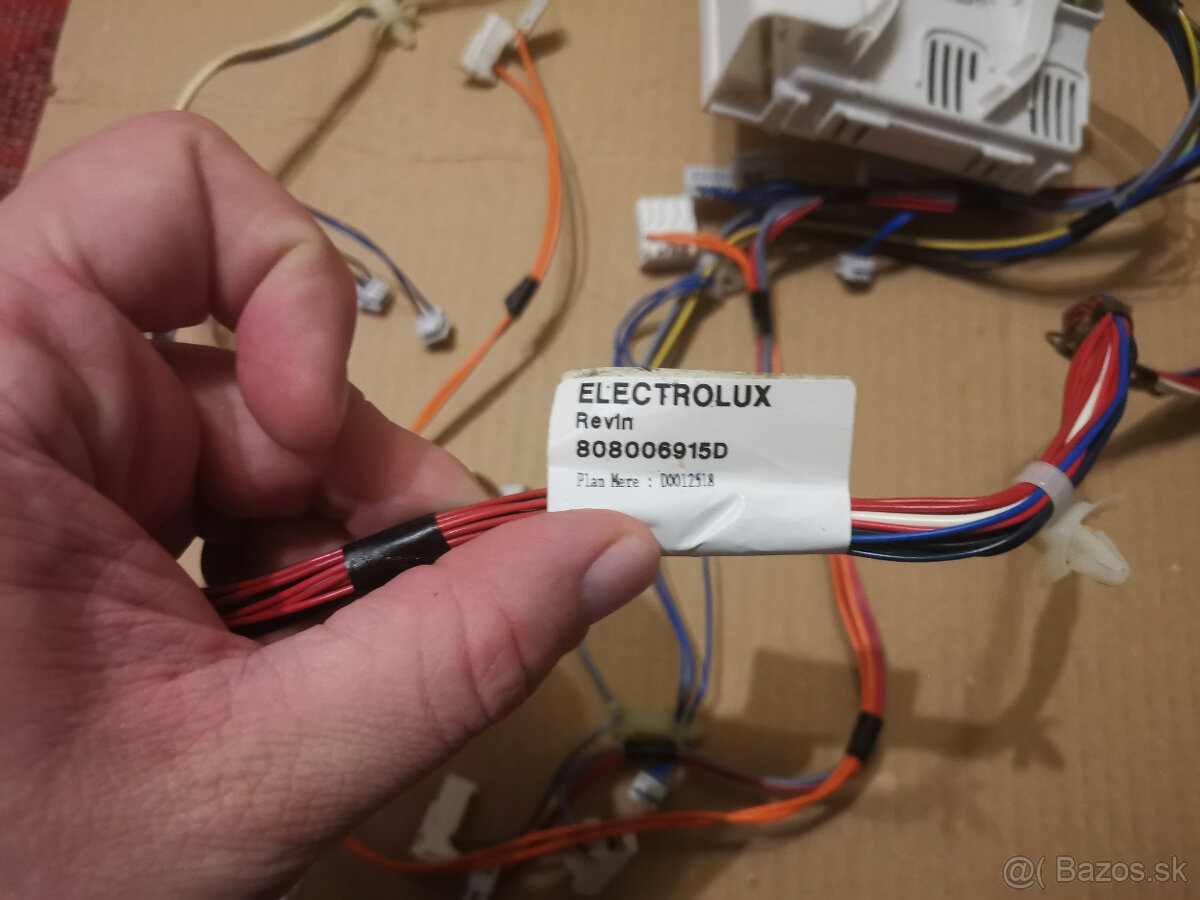 ELECTROLUX
Revin
808006915D
Plan Mere : D0012518
@( Bazos.sk